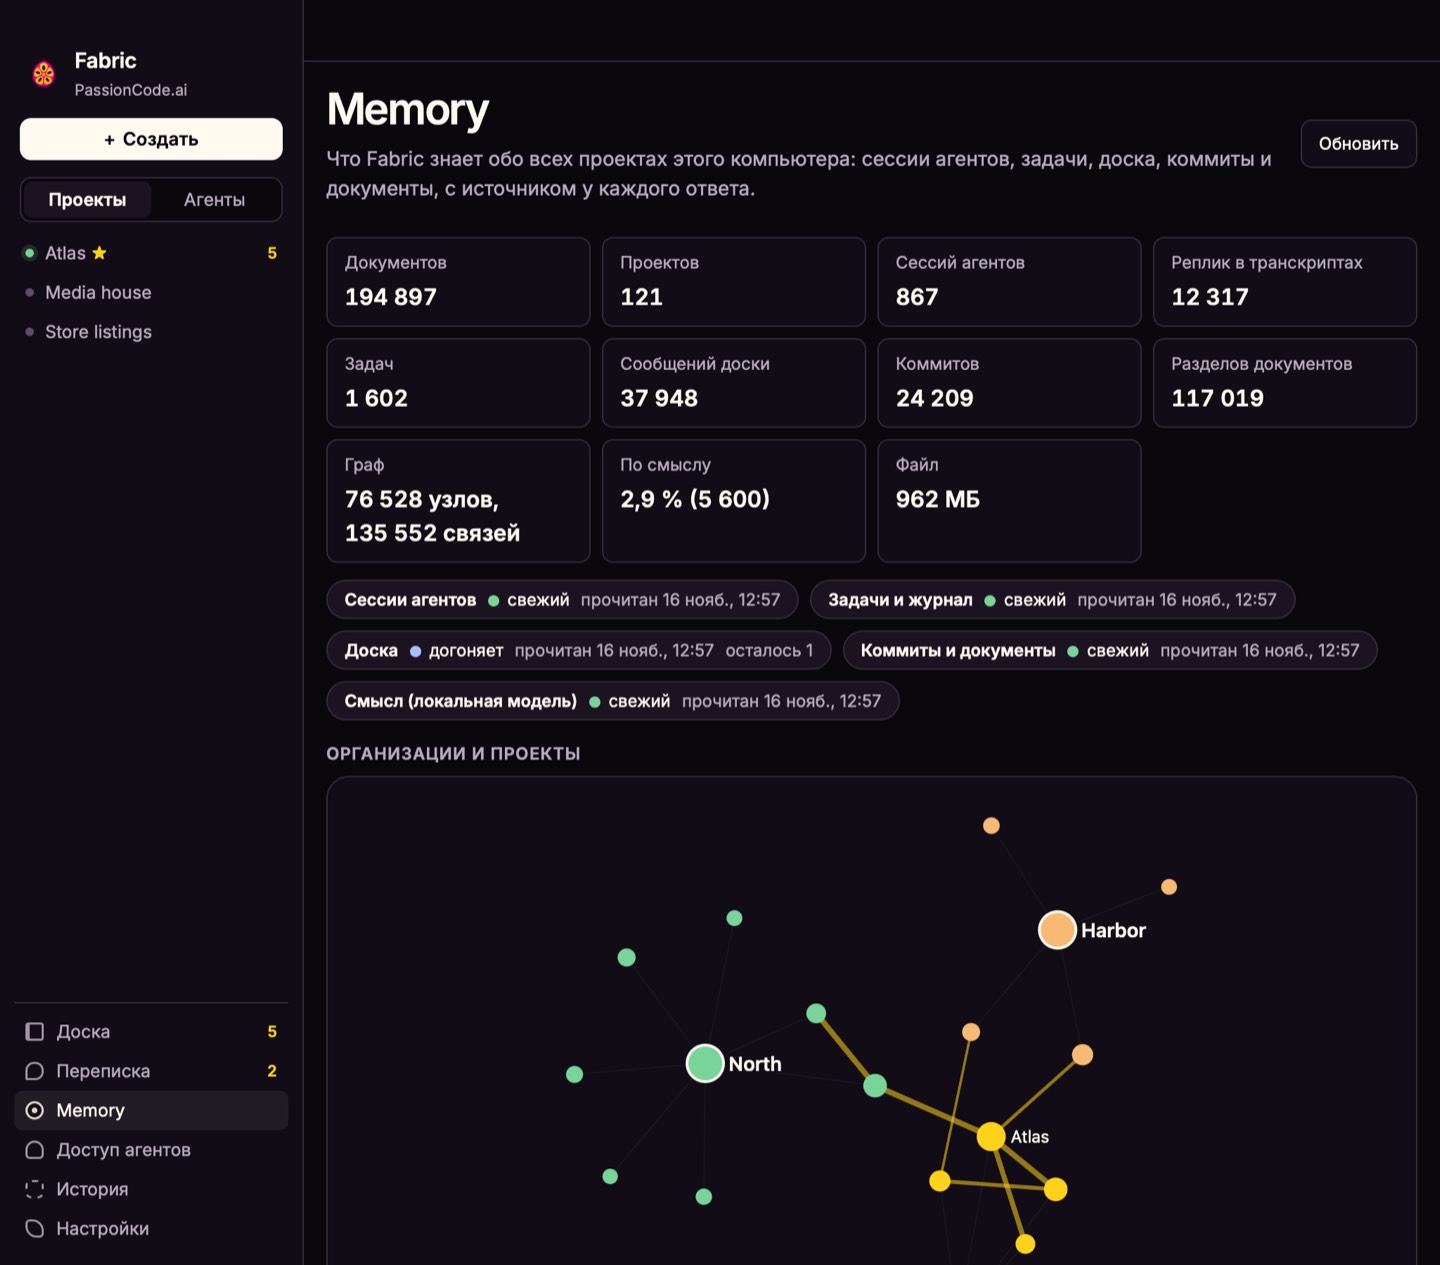 Fabric
PassionCode.ai
+ Создать
Проекты
Агенты
Atlas
5
Media house
Store listings
Доска
5
Переписка
2
Memory
Доступ агентов
История
Настройки
Memory
Что Fabric знает обо всех проектах этого компьютера: сессии агентов, задачи, доска, коммиты и
документы, с источником у каждого ответа.
Обновить
Документов
194 897
Проектов
121
Сессий агентов
867
Реплик в транскриптах
12 317
Задач
1 602
Сообщений доски
37 948
Коммитов
24 209
Разделов документов
117 019
Граф
76 528 узлов,
135 552 связей
По смыслу
2,9 % (5 600)
Файл
962 МБ
Сессии агентов свежий прочитан 16 нояб., 12:57
Задачи и журнал свежий прочитан 16 нояб., 12:57
Доска догоняет прочитан 16 нояб., 12:57 осталось 1
Коммиты и документы свежий прочитан 16 нояб., 12:57
Смысл (локальная модель) свежий прочитан 16 нояб., 12:57
ОРГАНИЗАЦИИ И ПРОЕКТЫ
Harbor
North
Atlas